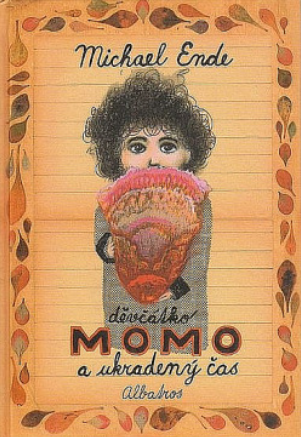 Michael Ende
děvčátko
MOMO
a ukradený čas
Albatros